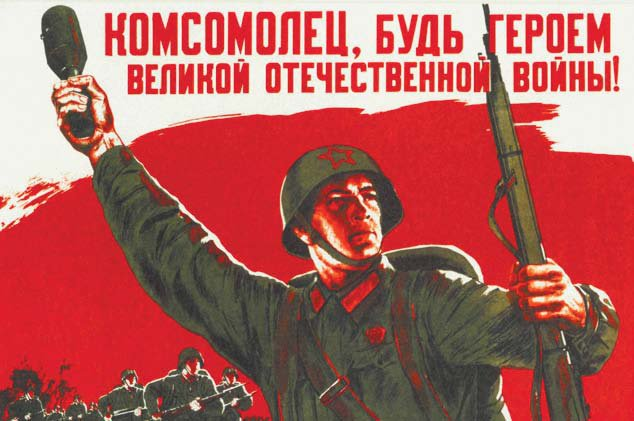 КОМСОМОЛЕЦ, БУДЬ ГЕРОЕМ
ВЕЛИКОЙ ОТЕЧЕСТВЕННОЙ ВОЙНЫ!